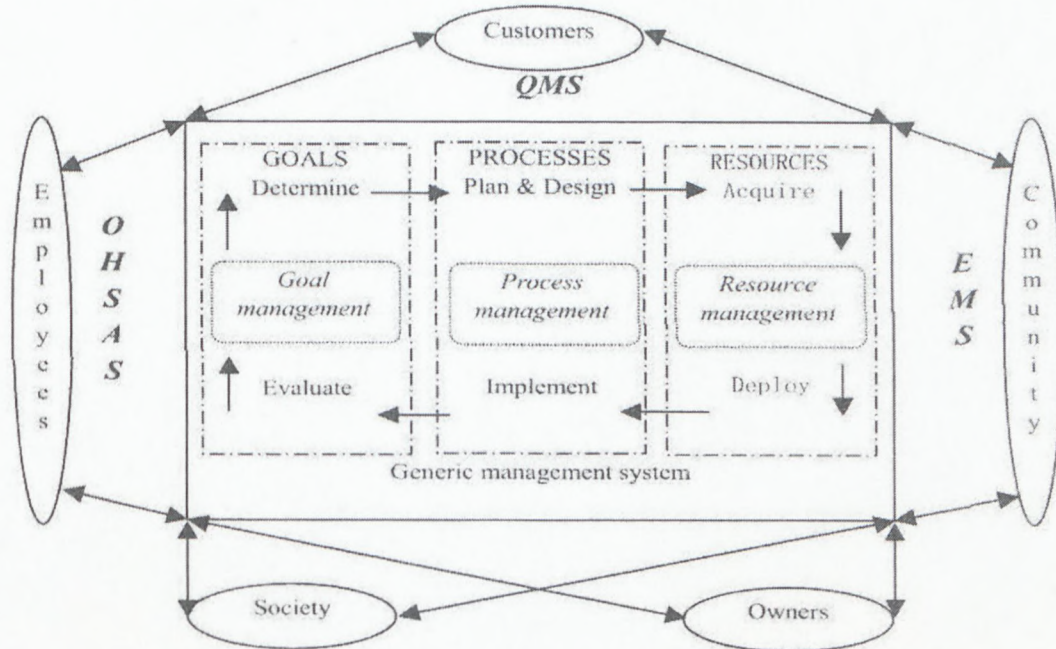 Customers
QMS
Employees
OHSAS
GOALS
Determine
PROCESSES
Plan & Design
RESOURCES
Acquire
Goal
management
Process
management
Resource
management
Evaluate
Implement
Deploy
Generic management system
EMS
Community
Society
Owners